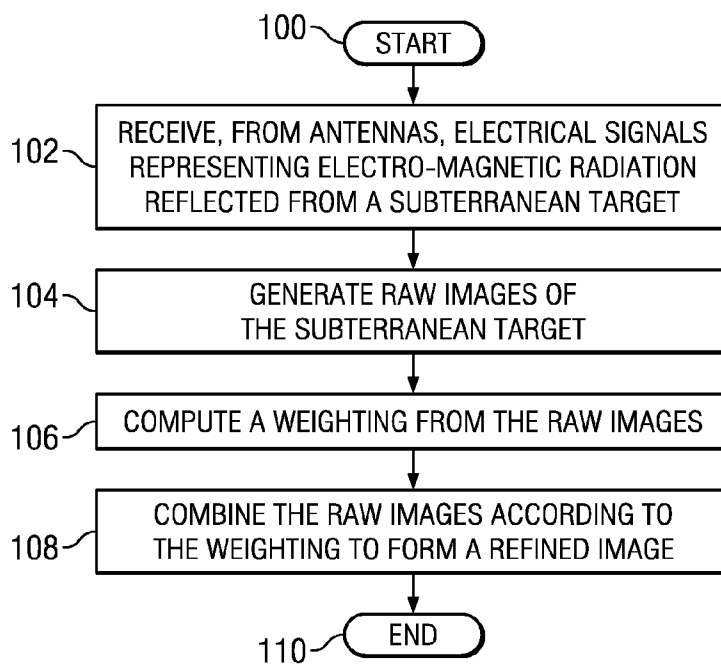 100
START
102
RECEIVE, FROM ANTENNAS, ELECTRICAL SIGNALS
REPRESENTING ELECTRO-MAGNETIC RADIATION
REFLECTED FROM A SUBTERRANEAN TARGET
104
GENERATE RAW IMAGES OF
THE SUBTERRANEAN TARGET
106
COMPUTE A WEIGHTING FROM THE RAW IMAGES
108
COMBINE THE RAW IMAGES ACCORDING TO
THE WEIGHTING TO FORM A REFINED IMAGE
110
END